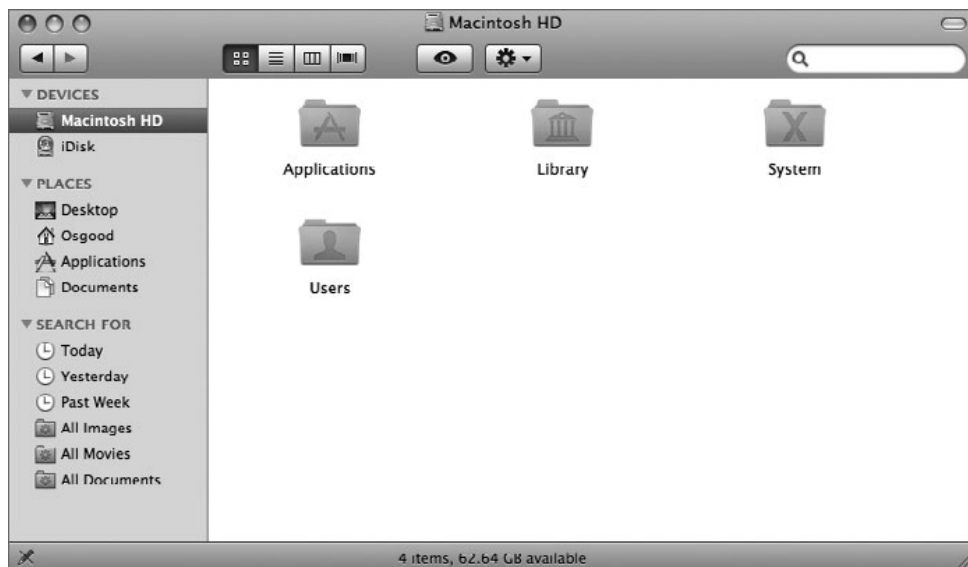 Macintosh HD
DEVICES
Macintosh HD
iDisk
PLACES
Desktop
Osgood
Applications
Documents
SEARCH FOR
Today
Yesterday
Past Week
All Images
All Movies
All Documents
Applications
Library
System
Users
4 items, 62.64 GB available